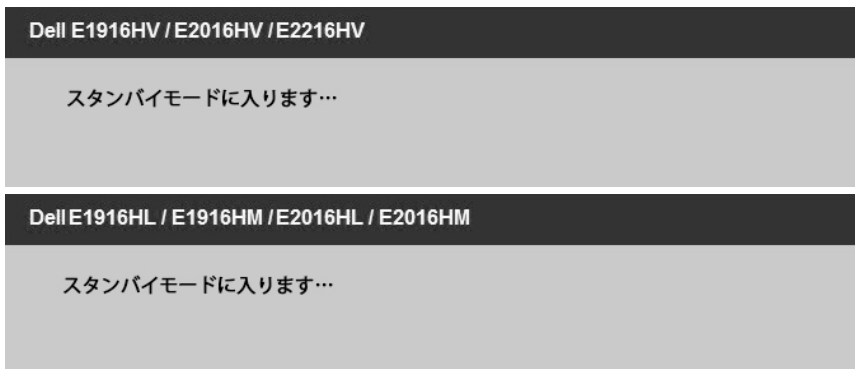 Dell E1916HV / E2016HV / E2216HV
スタンバイモードに入ります…
Dell E1916HL / E1916HM / E2016HL / E2016HM
スタンバイモードに入ります…